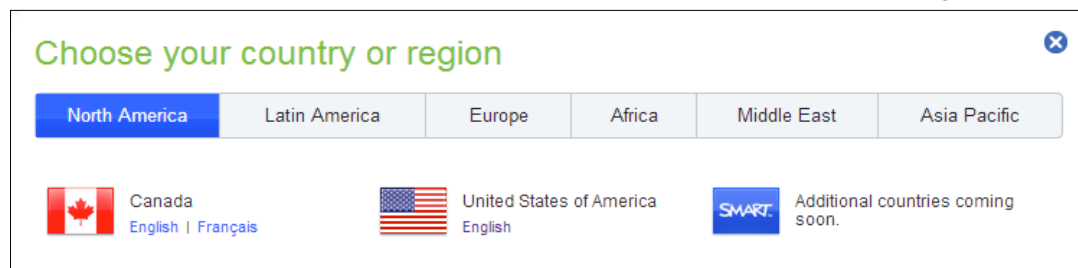 Choose your country or region
North America Latin America Europe Africa Middle East Asia Pacific
Canada
English | Français
United States of America
English
SMART.
Additional countries coming
soon.